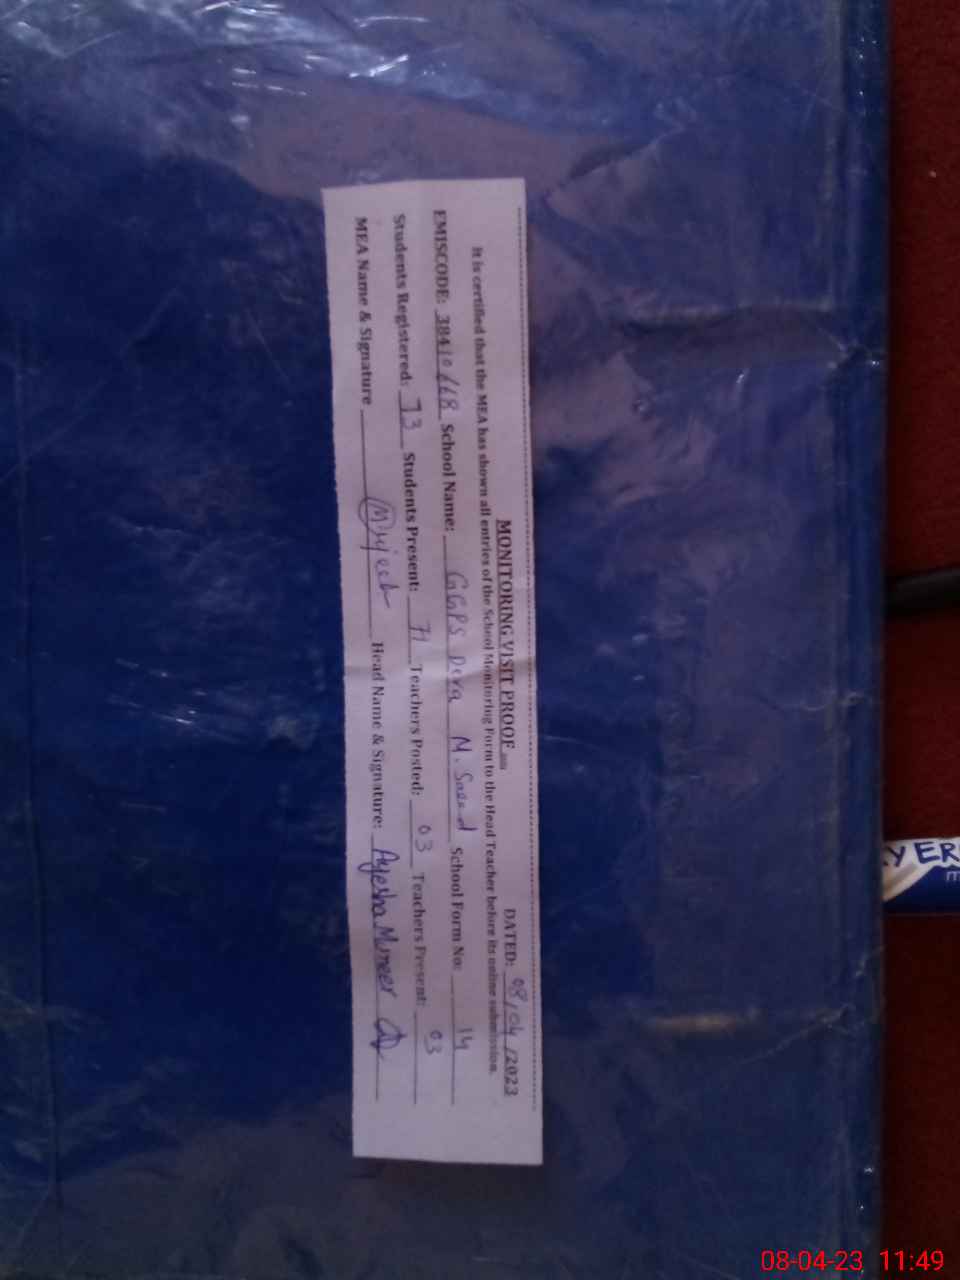 MONITORING VISIT PROOF
DATED: 08/04/2023
It is certified that the MEA has shown all entries of the School Monitoring Form to the Head Teacher before its online submission.
EMISCODE: 38410168 School Name: GGPS Dera M. Saeed School Form No: 14
Students Registered: 73 Students Present: 71 Teachers Posted: 03 Teachers Present: 03
MEA Name & Signature Head Name & Signature: Ayesha Muneer
08-04-23, 11:49